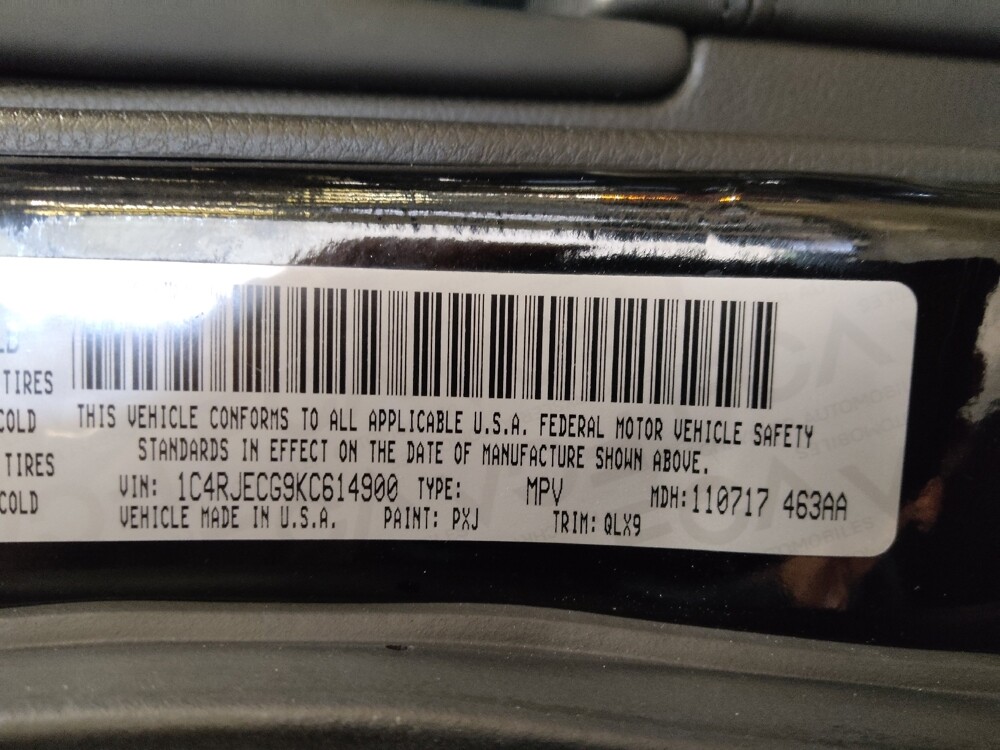 TIRES
COLD
TIRES
COLD
THIS VEHICLE CONFORMS TO ALL APPLICABLE U.S.A. FEDERAL MOTOR VEHICLE SAFETY
STANDARDS IN EFFECT ON THE DATE OF MANUFACTURE SHOWN ABOVE.
VIN: 1C4RJECG9KC614900 TYPE: MPV MDH:110717 463AA
VEHICLE MADE IN U.S.A. PAINT: PXJ TRIM: QLX9